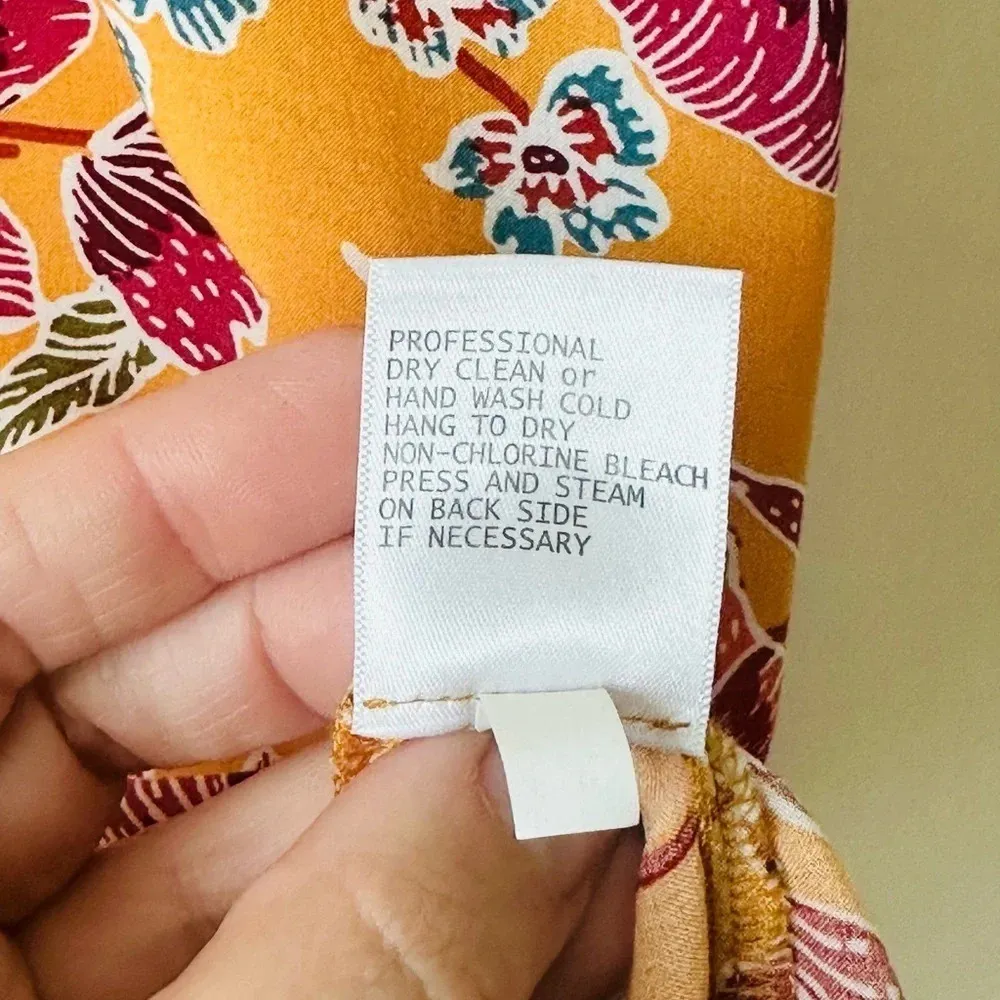 PROFESSIONAL
DRY CLEAN or
HAND WASH COLD
HANG TO DRY
NON-CHLORINE BLEACH
PRESS AND STEAM
ON BACK SIDE
IF NECESSARY